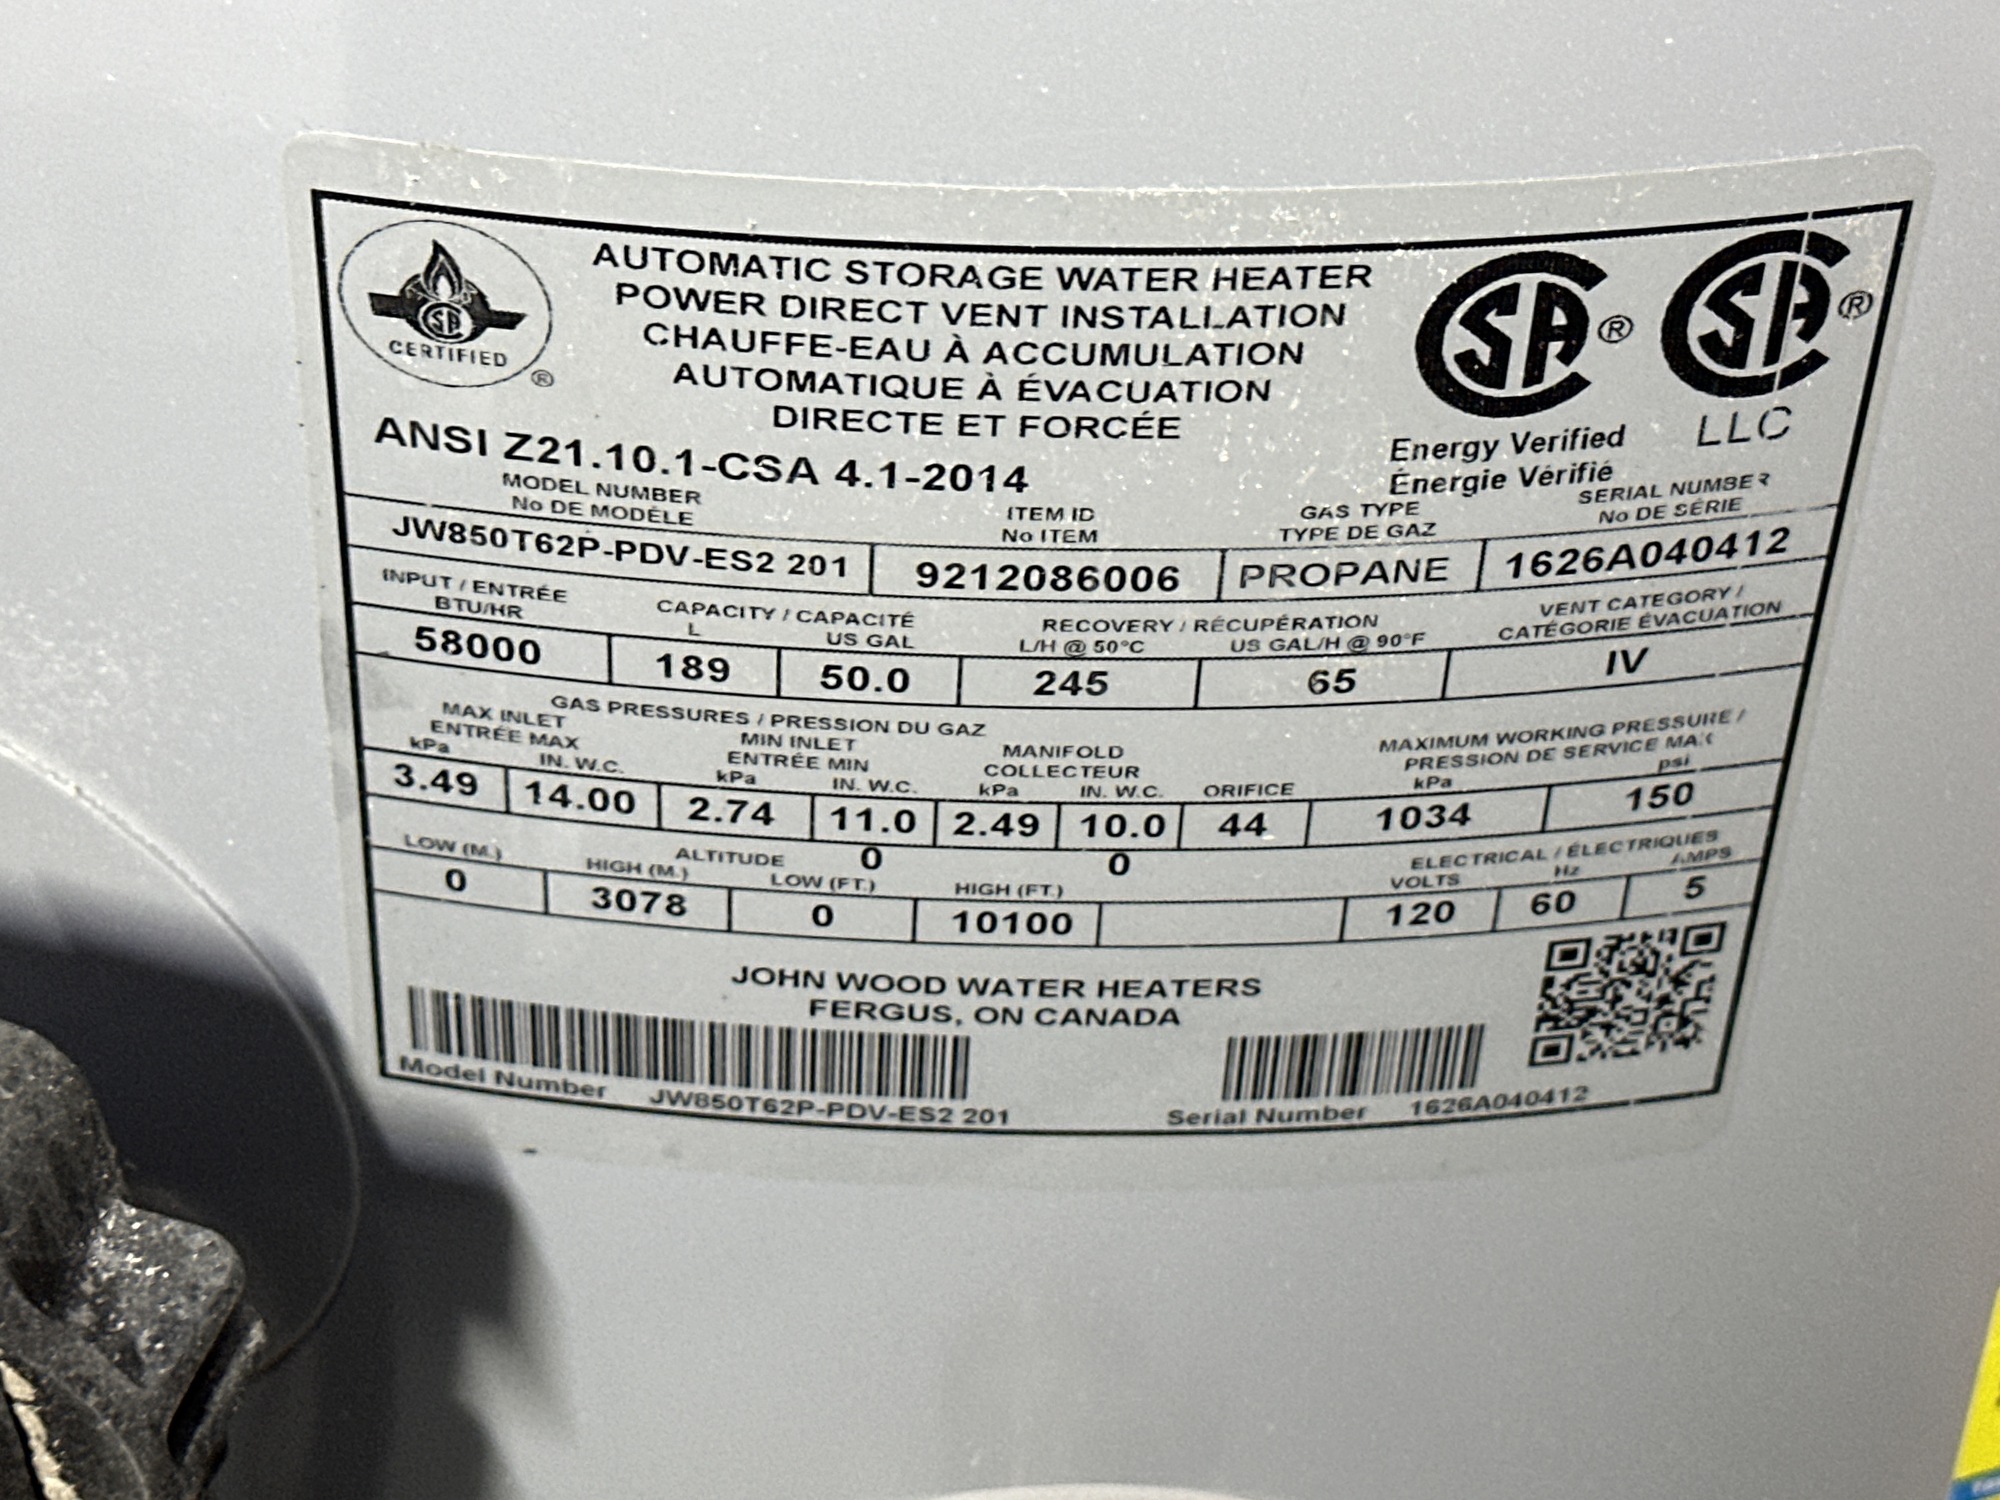 AUTOMATIC STORAGE WATER HEATER
POWER DIRECT VENT INSTALLATION
CHAUFFE-EAU À ACCUMULATION
AUTOMATIQUE À ÉVACUATION
DIRECTE ET FORCÉE
CSA
CERTIFIED
®
SA ®
SA ®
Energy Verified
Énergie Vérifié
LLC
ANSI Z21.10.1-CSA 4.1-2014
MODEL NUMBER ITEM ID GAS TYPE SERIAL NUMBER
No DE MODÈLE No ITEM TYPE DE GAZ No DE SÉRIE
JW850T62P-PDV-ES2 201 9212086006 PROPANE 1626A040412
INPUT / ENTRÉE CAPACITY / CAPACITÉ RECOVERY / RÉCUPÉRATION VENT CATEGORY /
BTU/HR L US GAL L/H @ 50°C US GAL/H @ 90°F CATÉGORIE ÉVACUATION
58000 189 50.0 245 65 IV
GAS PRESSURES / PRESSION DU GAZ
MAX INLET MIN INLET MANIFOLD MAXIMUM WORKING PRESSURE /
ENTRÉE MAX ENTRÉE MIN COLLECTEUR PRESSION DE SERVICE MAX
kPa IN. W.C. kPa IN. W.C. kPa IN. W.C. ORIFICE kPa psi
3.49 14.00 2.74 11.0 2.49 10.0 44 1034 150
ALTITUDE 0 0 ELECTRICAL / ÉLECTRIQUES
LOW (M.) HIGH (M.) LOW (FT.) HIGH (FT.) VOLTS Hz AMPS
0 3078 0 10100 120 60 5
JOHN WOOD WATER HEATERS
FERGUS, ON CANADA
Model Number JW850T62P-PDV-ES2 201 Serial Number 1626A040412